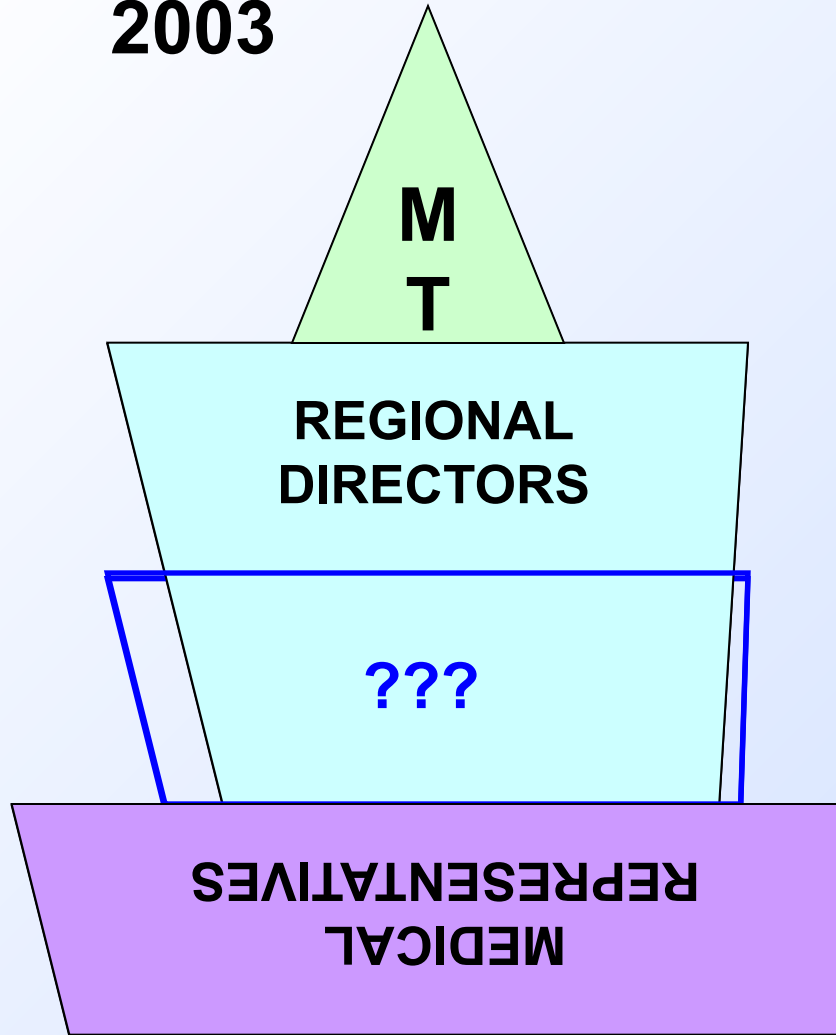 2003
M
T
REGIONAL
DIRECTORS
???
MEDICAL
REPRESENTATIVES